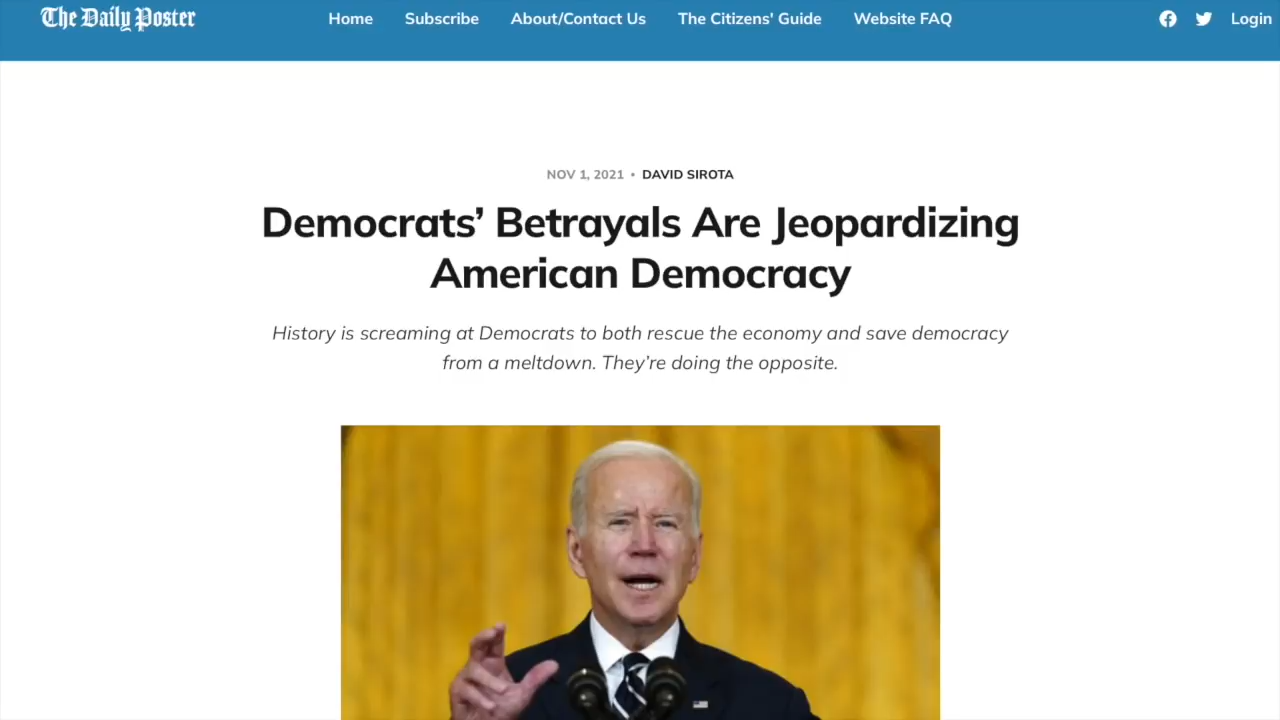 The Daily Poster
Home Subscribe About/Contact Us The Citizens' Guide Website FAQ Login
NOV 1, 2021 • DAVID SIROTA
Democrats’ Betrayals Are Jeopardizing
American Democracy
History is screaming at Democrats to both rescue the economy and save democracy
from a meltdown. They’re doing the opposite.